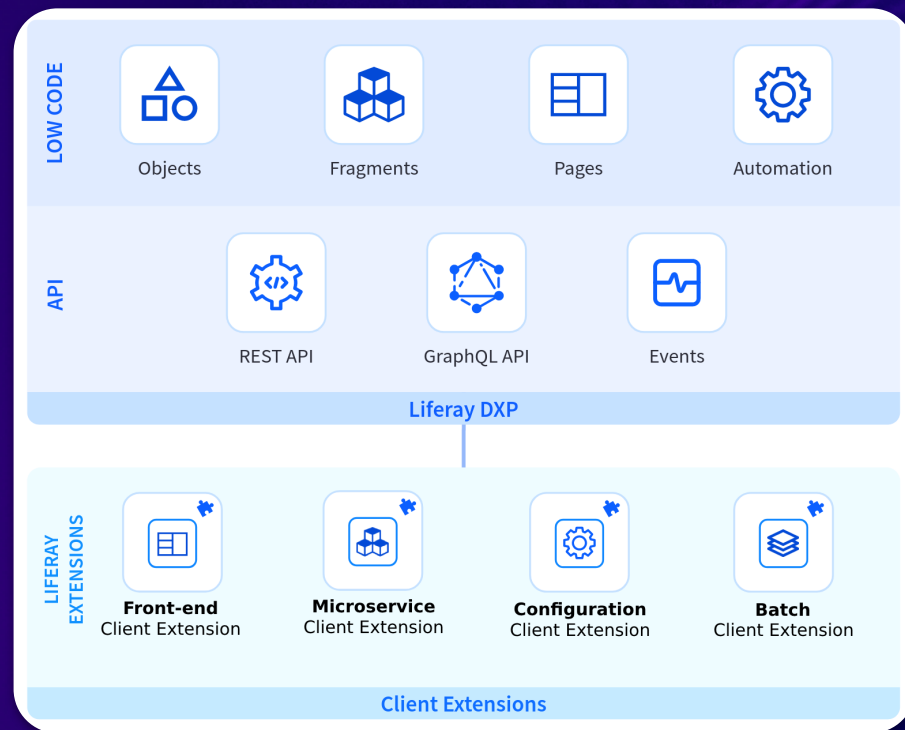 LOW CODE
Objects
Fragments
Pages
Automation
API
</>
REST API
GraphQL API
Events
Liferay DXP
LIFERAY
EXTENSIONS
Front-end
Client Extension
Microservice
Client Extension
Configuration
Client Extension
Batch
Client Extension
Client Extensions